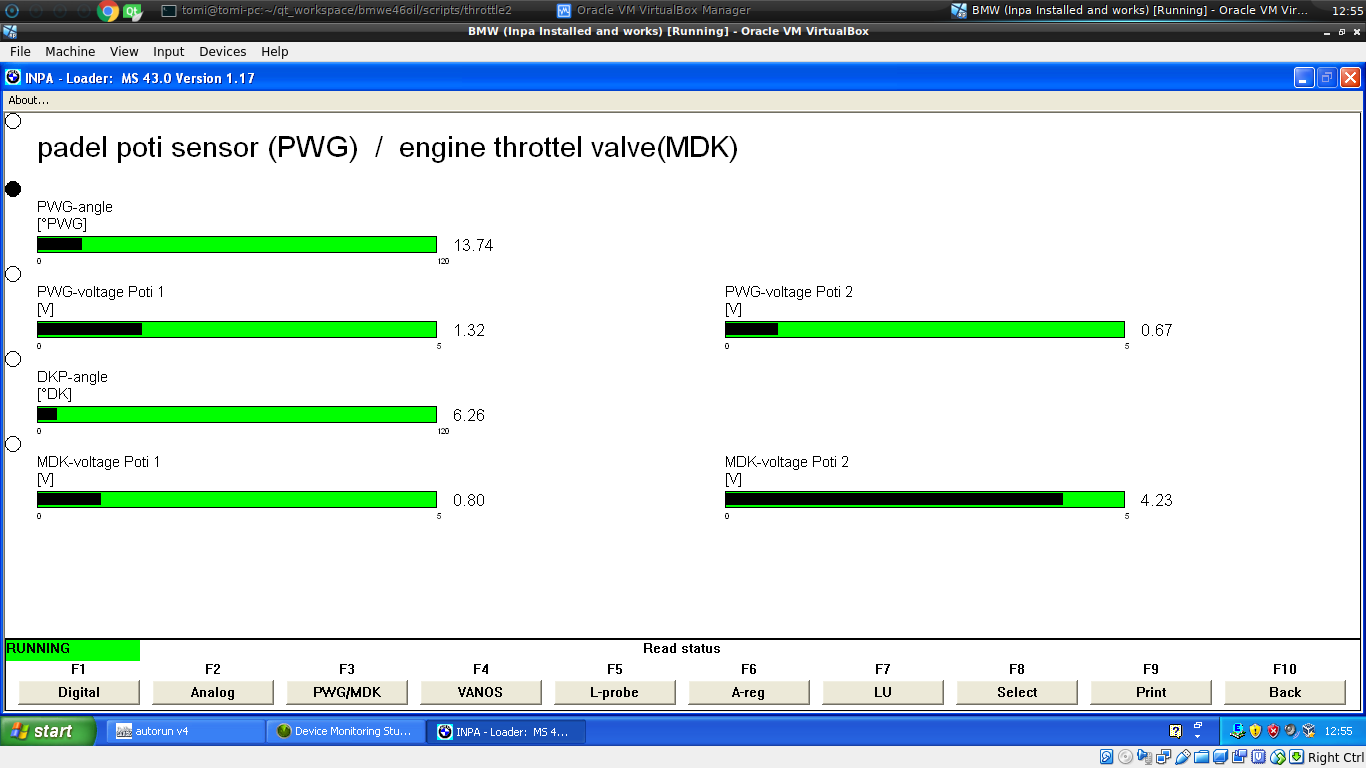 tomi@tomi-pc:~/qt_workspace/bmwe46oil/scripts/throttle2
Oracle VM VirtualBox Manager
BMW (Inpa Installed and works) [Running] - Oracle VM Vir...
12:55
BMW (Inpa Installed and works) [Running] - Oracle VM VirtualBox
File Machine View Input Devices Help
INPA - Loader: MS 43.0 Version 1.17
About...
padel poti sensor (PWG) / engine throttel valve(MDK)
PWG-angle
[°PWG]
13.74
0 120
PWG-voltage Poti 1
[V]
1.32
0 5
PWG-voltage Poti 2
[V]
0.67
0 5
DKP-angle
[°DK]
6.26
0 120
MDK-voltage Poti 1
[V]
0.80
0 5
MDK-voltage Poti 2
[V]
4.23
0 5
RUNNING
Read status
F1 F2 F3 F4 F5 F6 F7 F8 F9 F10
Digital Analog PWG/MDK VANOS L-probe A-reg LU Select Print Back
start
autorun v4
Device Monitoring Stu...
INPA - Loader: MS 4...
12:55
Right Ctrl